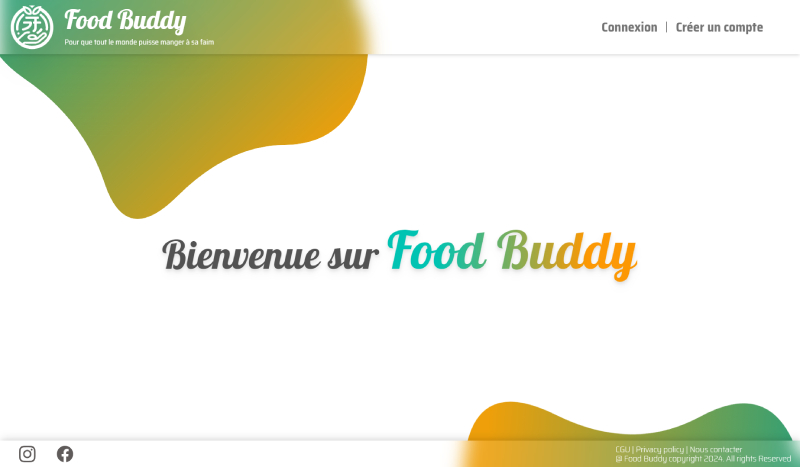 Food Buddy
Pour que tout le monde puisse manger à sa faim
Connexion | Créer un compte
Bienvenue sur Food Buddy
CGU | Privacy policy | Nous contacter
@ Food Buddy copyright 2024. All rights Reserved